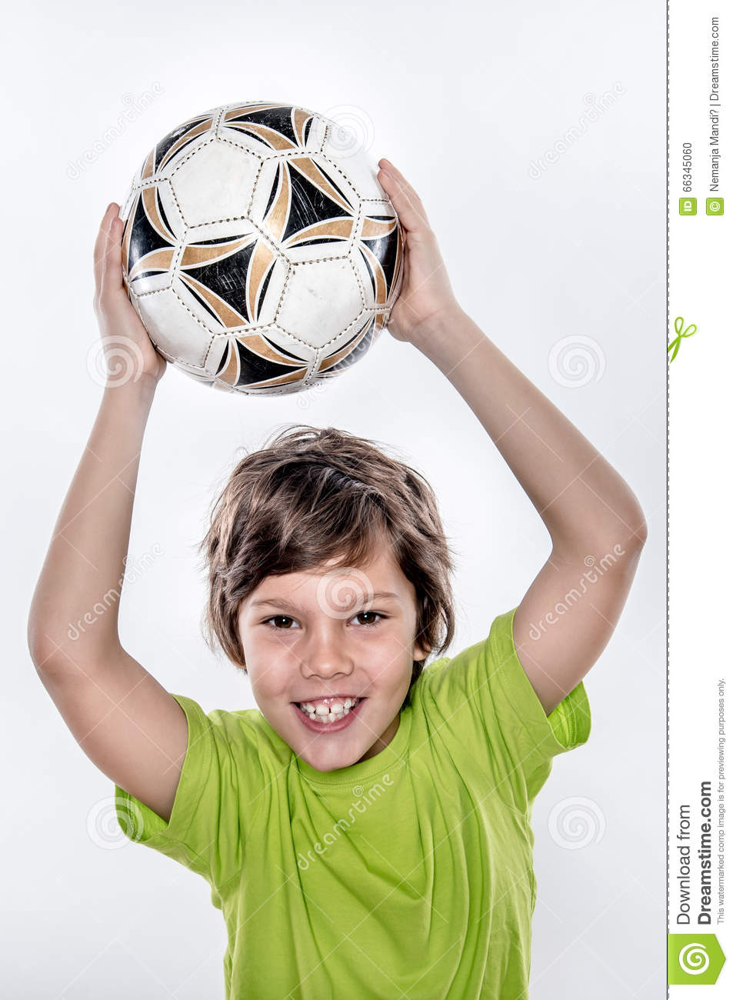 ID 66345060
© Nemanja Mandi? | Dreamstime.com
Download from
Dreamstime.com
This watermarked comp image is for previewing purposes only.
dreamstime
dreamstime
dreamstime
dreamstime
dreamstime
dreamstime